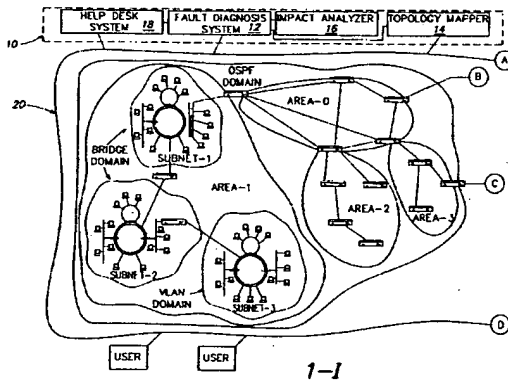 HELP DESK
SYSTEM 18
FAULT DIAGNOSIS
SYSTEM 12
IMPACT ANALYZER
16
TOPOLOGY MAPPER
14
10
20
A
OSPF
DOMAIN
AREA-0
B
BRIDGE
DOMAIN
SUBNET-1
AREA-1
C
AREA-2
AREA-3
SUBNET-2
VLAN
DOMAIN
SUBNET-3
D
USER
USER
1-I